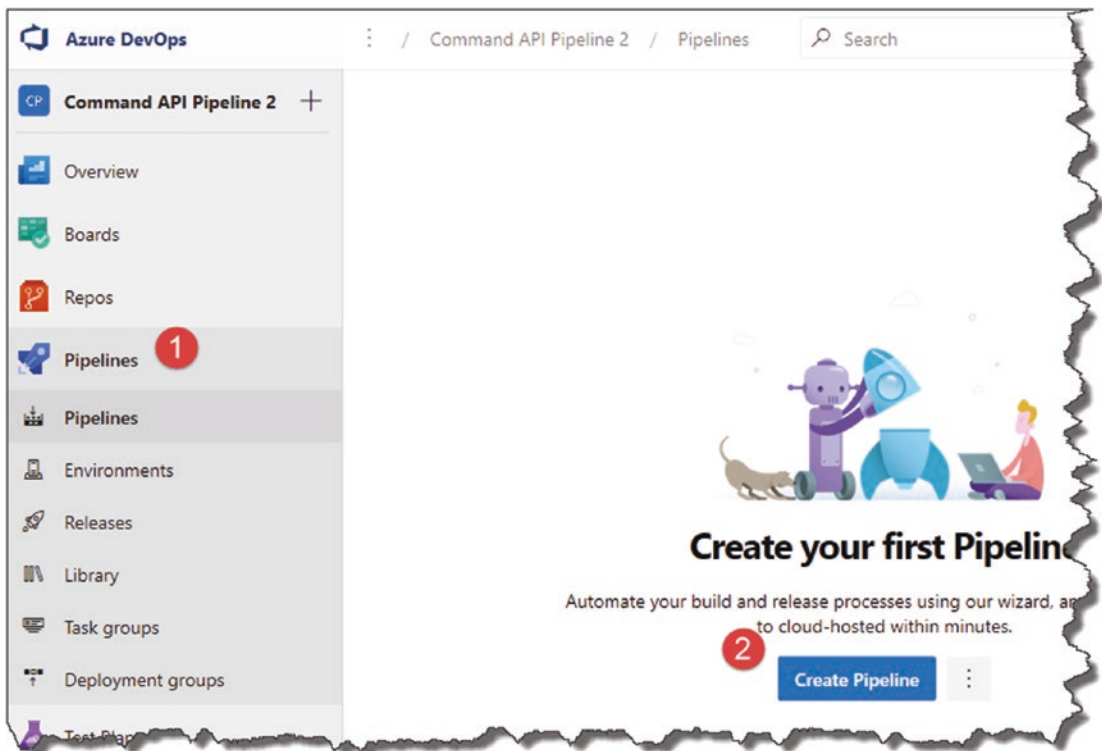 Azure DevOps
/ Command API Pipeline 2 / Pipelines
Search
CP Command API Pipeline 2
Overview
Boards
Repos
Pipelines 1
Pipelines
Environments
Releases
Library
Task groups
Deployment groups
Create your first Pipelin
Automate your build and release processes using our wizard, an
to cloud-hosted within minutes.
2
Create Pipeline